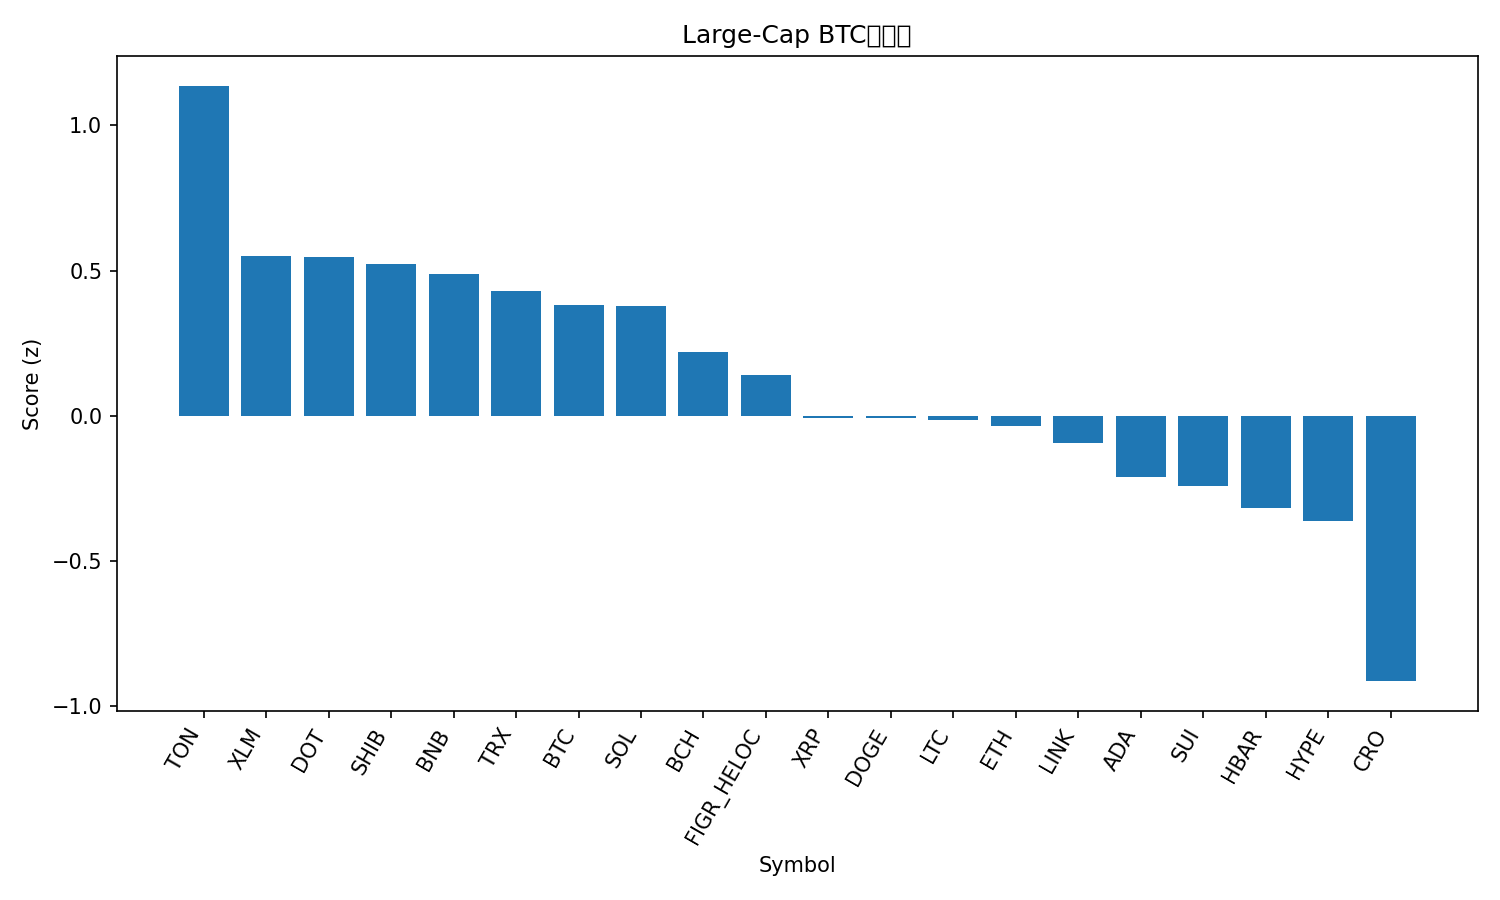 Large-Cap BTC
1.0
0.5
0.0
−0.5
−1.0
Score (z)
TON
XLM
DOT
SHIB
BNB
TRX
BTC
SOL
BCH
FIGR_HELOC
XRP
DOGE
LTC
ETH
LINK
ADA
SUI
HBAR
HYPE
CRO
Symbol